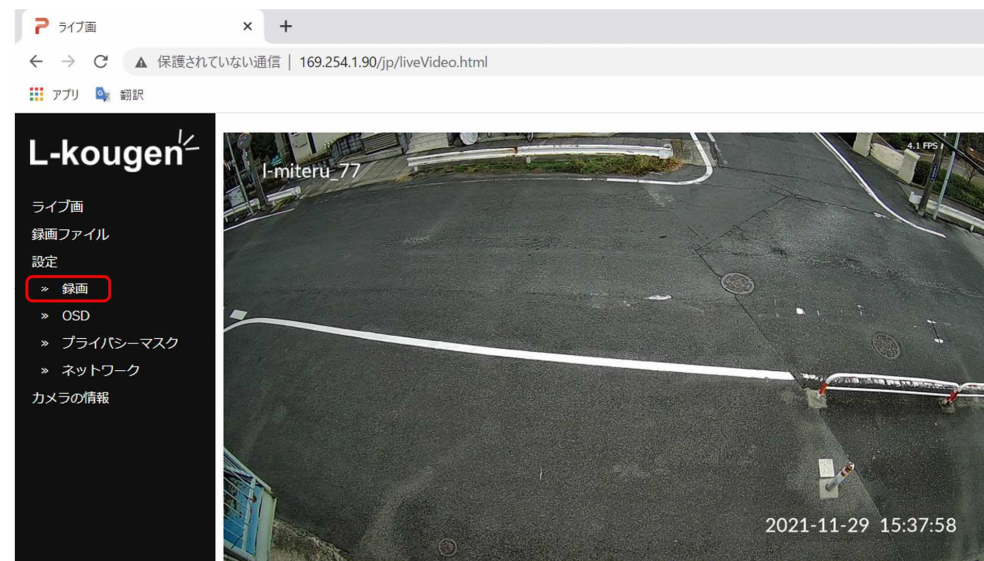 ライブ画
保護されていない通信 | 169.254.1.90/jp/liveVideo.html
アプリ 翻訳
L-kougen
ライブ画
録画ファイル
設定
» 録画
» OSD
» プライバシーマスク
» ネットワーク
カメラの情報
l-miteru_77
4.1 FPS
2021-11-29 15:37:58